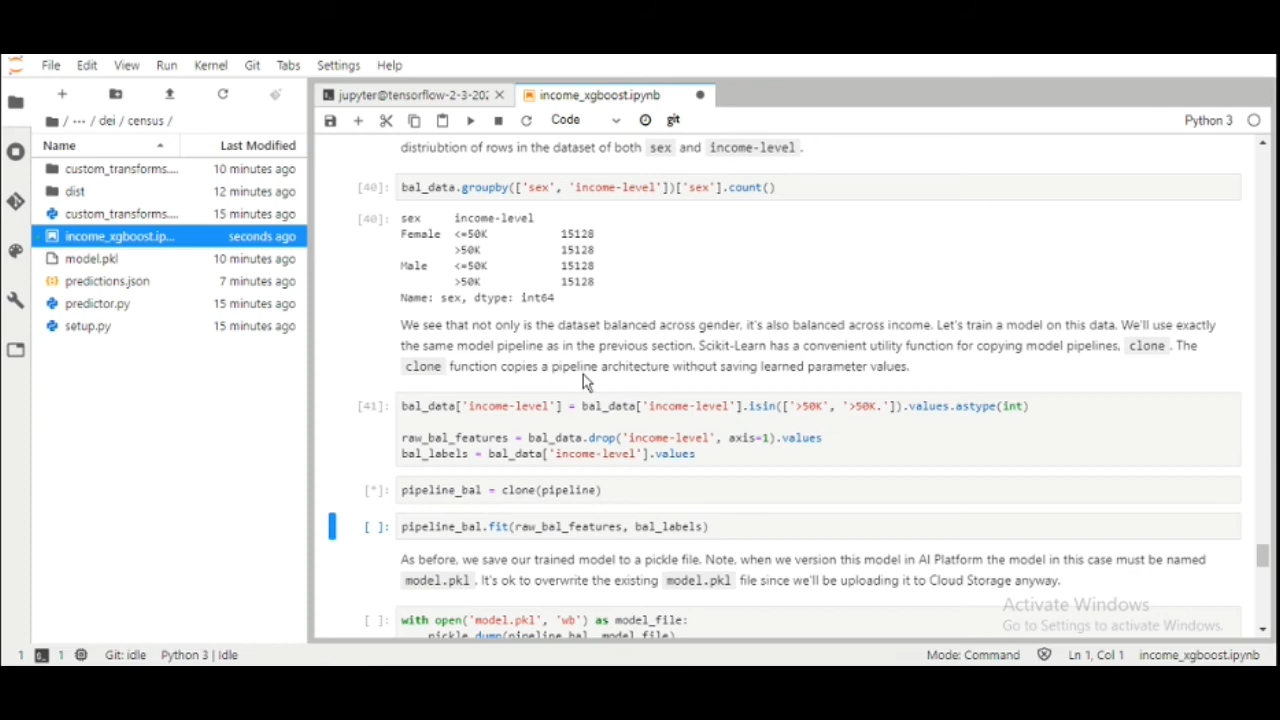 File Edit View Run Kernel Git Tabs Settings Help
jupyter@tensorflow-2-3-202
income_xgboost.ipynb
/ ··· / dei / census /
Code
git
Python 3
Name
Last Modified
custom_transforms.... 10 minutes ago
dist 12 minutes ago
custom_transforms.... 15 minutes ago
income_xgboost.ip... seconds ago
model.pkl 10 minutes ago
predictions.json 7 minutes ago
predictor.py 15 minutes ago
setup.py 15 minutes ago
distriubtion of rows in the dataset of both sex and income-level .
[40]: bal_data.groupby(['sex', 'income-level'])['sex'].count()
[40]: sex income-level
Female <=50K 15128
>50K 15128
Male <=50K 15128
>50K 15128
Name: sex, dtype: int64
We see that not only is the dataset balanced across gender, it's also balanced across income. Let's train a model on this data. We'll use exactly
the same model pipeline as in the previous section. Scikit-Learn has a convenient utility function for copying model pipelines, clone . The
clone function copies a pipeline architecture without saving learned parameter values.
[41]: bal_data['income-level'] = bal_data['income-level'].isin(['>50K', '>50K.']).values.astype(int)
raw_bal_features = bal_data.drop('income-level', axis=1).values
bal_labels = bal_data['income-level'].values
[*]: pipeline_bal = clone(pipeline)
[ ]: pipeline_bal.fit(raw_bal_features, bal_labels)
As before, we save our trained model to a pickle file. Note, when we version this model in AI Platform the model in this case must be named
model.pkl . It's ok to overwrite the existing model.pkl file since we'll be uploading it to Cloud Storage anyway.
[ ]: with open('model.pkl', 'wb') as model_file:
pickle.dump(pipeline_bal, model_file)
Activate Windows
Go to Settings to activate Windows.
1 1 Git: idle Python 3 | Idle
Mode: Command Ln 1, Col 1 income_xgboost.ipynb